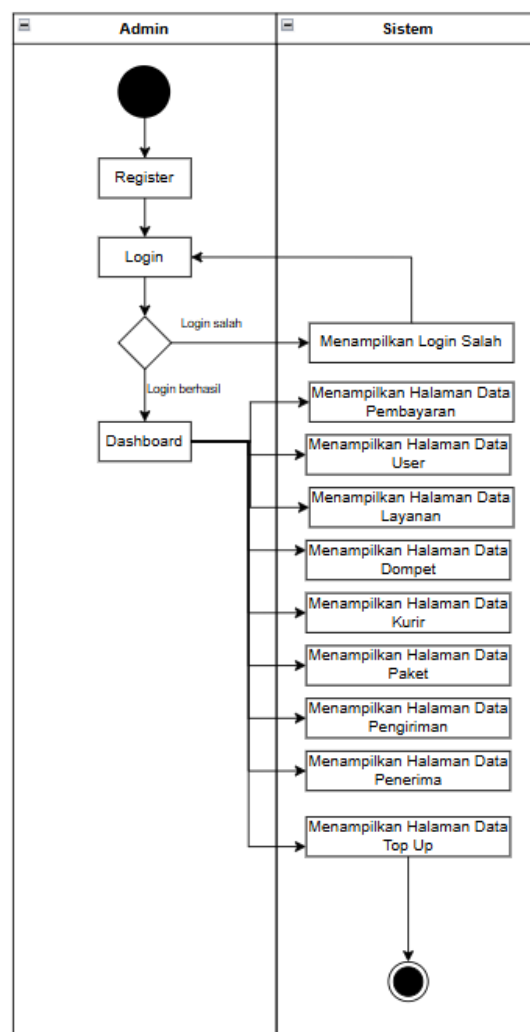 Admin
Sistem
Register
Login
Login salah
Menampilkan Login Salah
Login berhasil
Dashboard
Menampilkan Halaman Data
Pembayaran
Menampilkan Halaman Data
User
Menampilkan Halaman Data
Layanan
Menampilkan Halaman Data
Dompet
Menampilkan Halaman Data
Kurir
Menampilkan Halaman Data
Paket
Menampilkan Halaman Data
Pengiriman
Menampilkan Halaman Data
Penerima
Menampilkan Halaman Data
Top Up